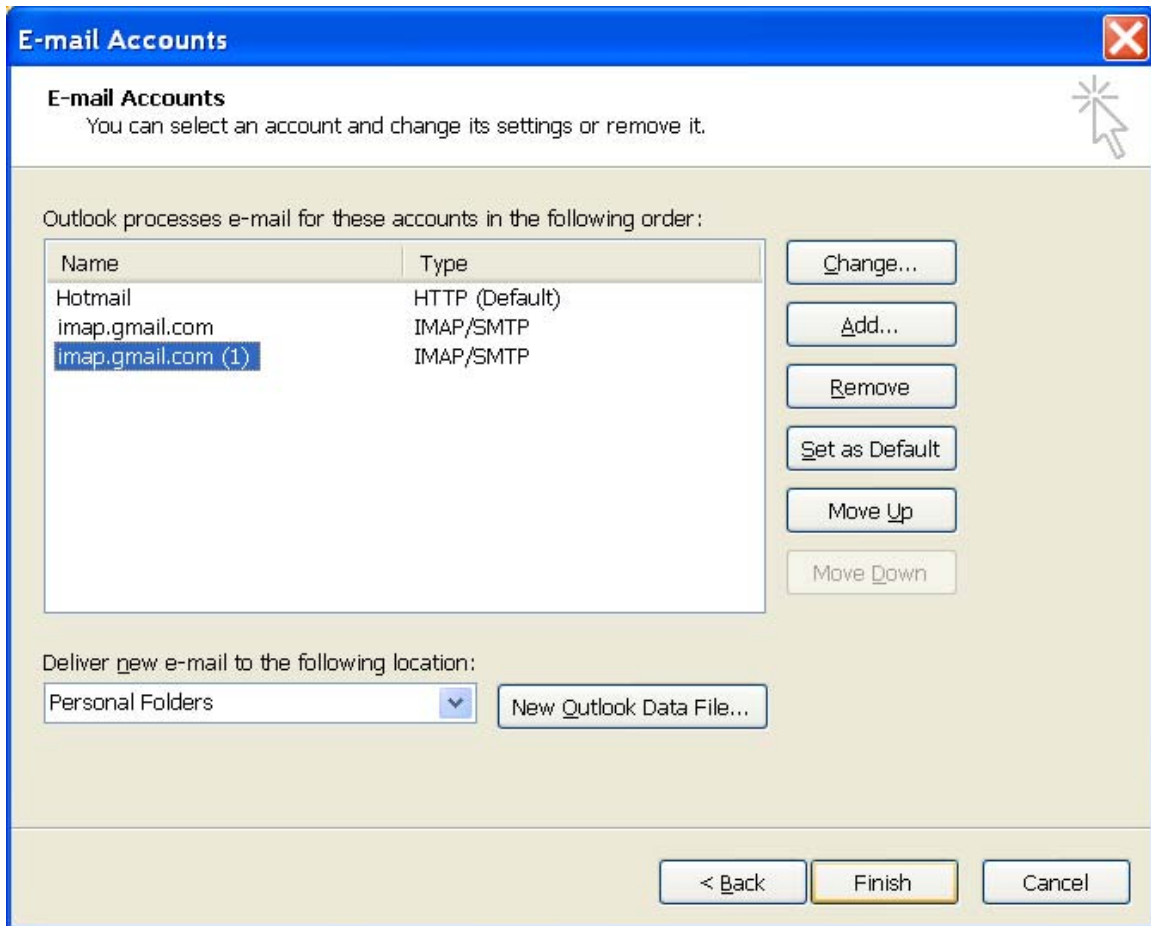 E-mail Accounts
E-mail Accounts
You can select an account and change its settings or remove it.
Outlook processes e-mail for these accounts in the following order:
Name Type
Hotmail HTTP (Default)
imap.gmail.com IMAP/SMTP
imap.gmail.com (1) IMAP/SMTP
Change...
Add...
Remove
Set as Default
Move Up
Move Down
Deliver new e-mail to the following location:
Personal Folders New Outlook Data File...
< Back Finish Cancel